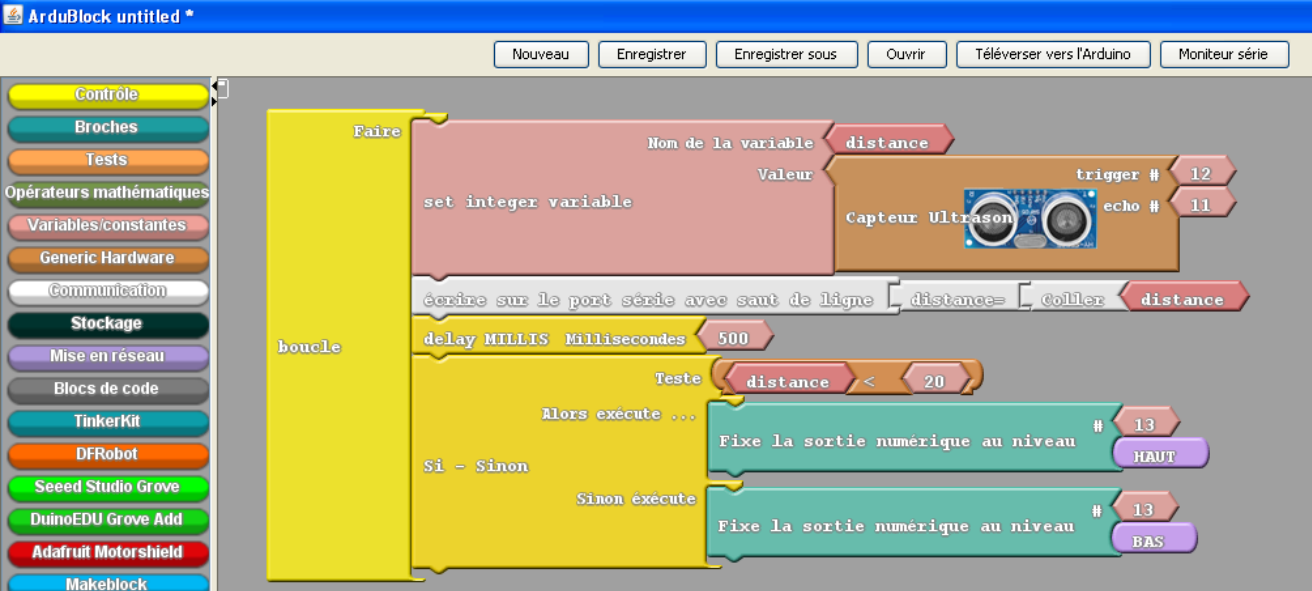 ArduBlock untitled *
Nouveau Enregistrer Enregistrer sous Ouvrir Téléverser vers l'Arduino Moniteur série
Contrôle
Broches
Tests
Opérateurs mathématiques
Variables/constantes
Generic Hardware
Communication
Stockage
Mise en réseau
Blocs de code
TinkerKit
DFRobot
Seeed Studio Grove
DuinoEDU Grove Add
Adafruit Motorshield
Makeblock
boucle
Faire
set integer variable
Nom de la variable distance
Valeur
Capteur Ultrason
trigger # 12
echo # 11
écrire sur le port série avec saut de ligne distance= Coller distance
delay MILLIS Millisecondes 500
Si - Sinon
Teste distance < 20
Alors exécute ...
Fixe la sortie numérique au niveau # 13
HAUT
Sinon éxécute
Fixe la sortie numérique au niveau # 13
BAS